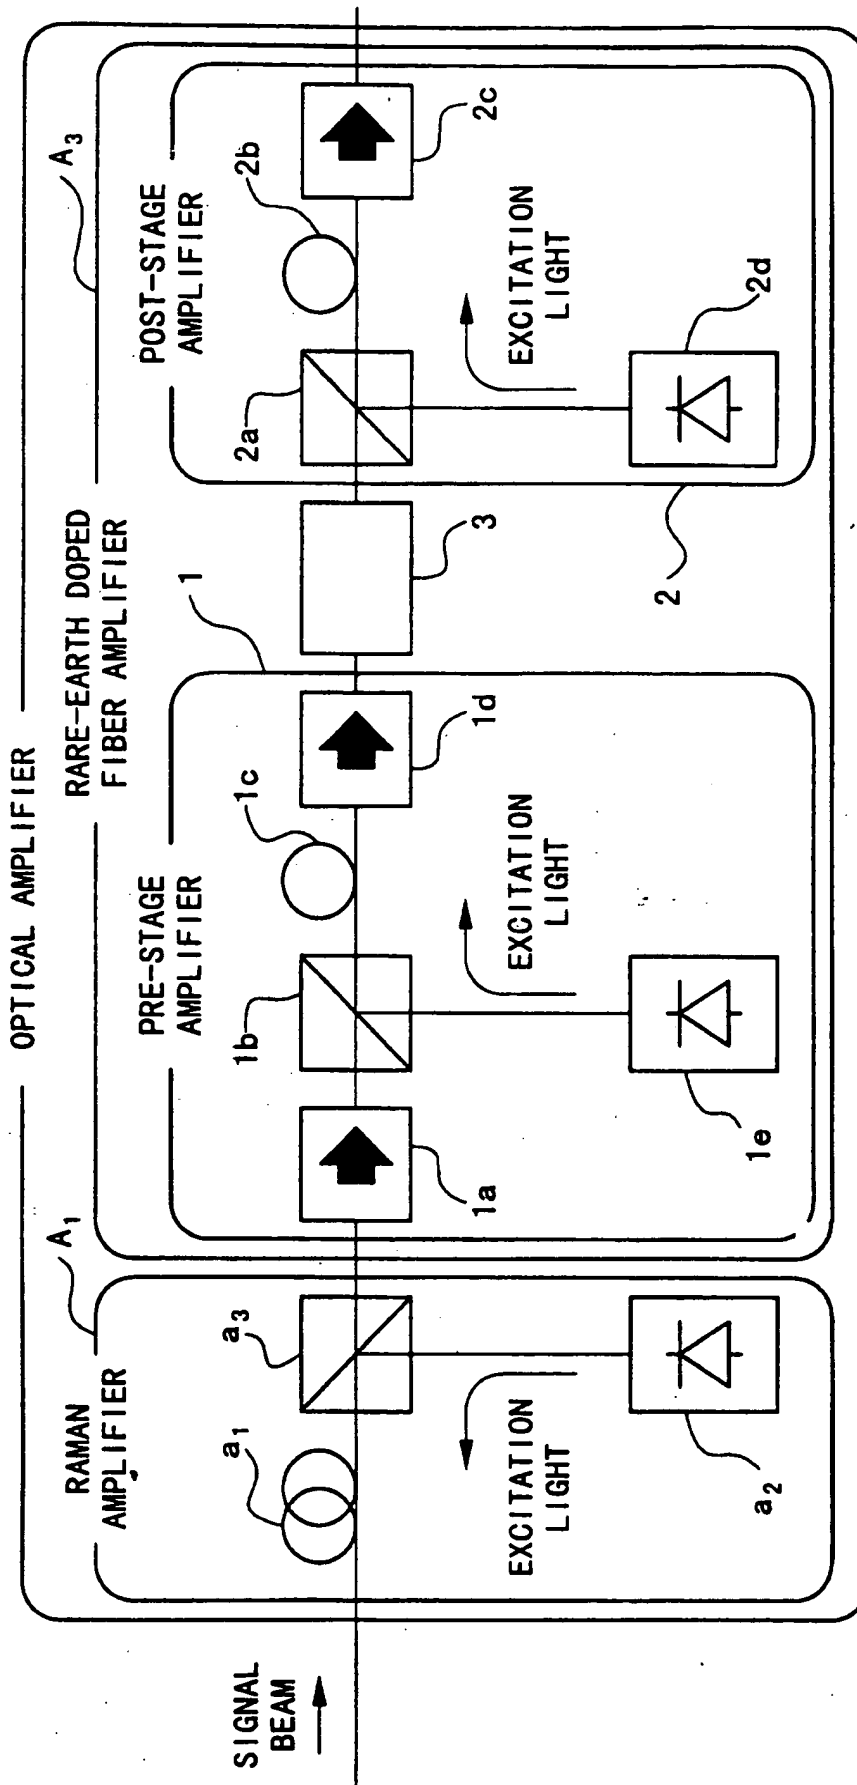 OPTICAL AMPLIFIER
RAMAN
AMPLIFIER
A1
RARE-EARTH DOPED
FIBER AMPLIFIER
A3
PRE-STAGE
AMPLIFIER
1
POST-STAGE
AMPLIFIER
SIGNAL
BEAM
a1
a3
1b
1c
2a
2b
1a
1d
3
2c
EXCITATION
LIGHT
EXCITATION
LIGHT
EXCITATION
LIGHT
a2
1e
2
2d